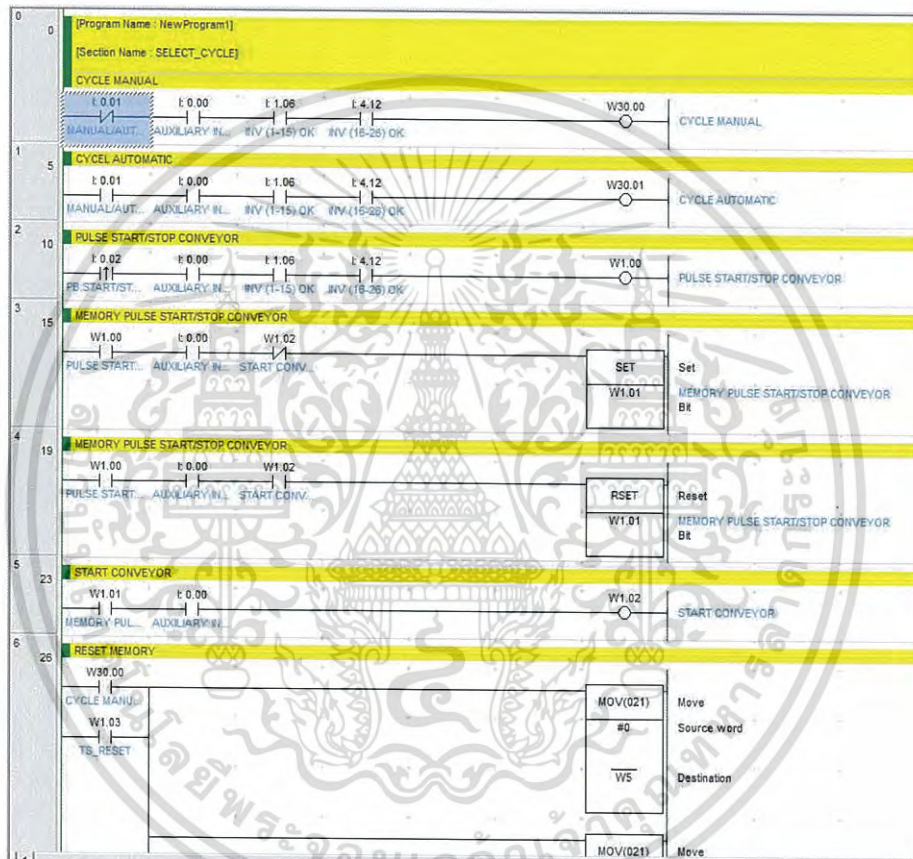 0
0
[Program Name : NewProgram1]
[Section Name : SELECT_CYCLE]
CYCLE MANUAL
I: 0.01 I: 0.00 I: 1.06 I: 4.12 W30.00
MANUAL/AUT... AUXILIARY IN... INV (1-15) OK INV (16-26) OK CYCLE MANUAL
1
5
CYCEL AUTOMATIC
I: 0.01 I: 0.00 I: 1.06 I: 4.12 W30.01
MANUAL/AUT... AUXILIARY IN... INV (1-15) OK INV (16-26) OK CYCLE AUTOMATIC
2
10
PULSE START/STOP CONVEYOR
I: 0.02 I: 0.00 I: 1.06 I: 4.12 W1.00
PB.START/ST... AUXILIARY IN... INV (1-15) OK INV (16-26) OK PULSE START/STOP CONVEYOR
3
15
MEMORY PULSE START/STOP CONVEYOR
W1.00 I: 0.00 W1.02
PULSE START... AUXILIARY IN... START CONV...
SET Set
W1.01 MEMORY PULSE START/STOP CONVEYOR
Bit
4
19
MEMORY PULSE START/STOP CONVEYOR
W1.00 I: 0.00 W1.02
PULSE START... AUXILIARY IN... START CONV...
RSET Reset
W1.01 MEMORY PULSE START/STOP CONVEYOR
Bit
5
23
START CONVEYOR
W1.01 I: 0.00 W1.02
MEMORY PUL... AUXILIARY IN... START CONVEYOR
6
26
RESET MEMORY
W30.00
CYCLE MANU...
MOV(021) Move
W1.03
TS_RESET
#0 Source word
W5 Destination
MOV(021) Move